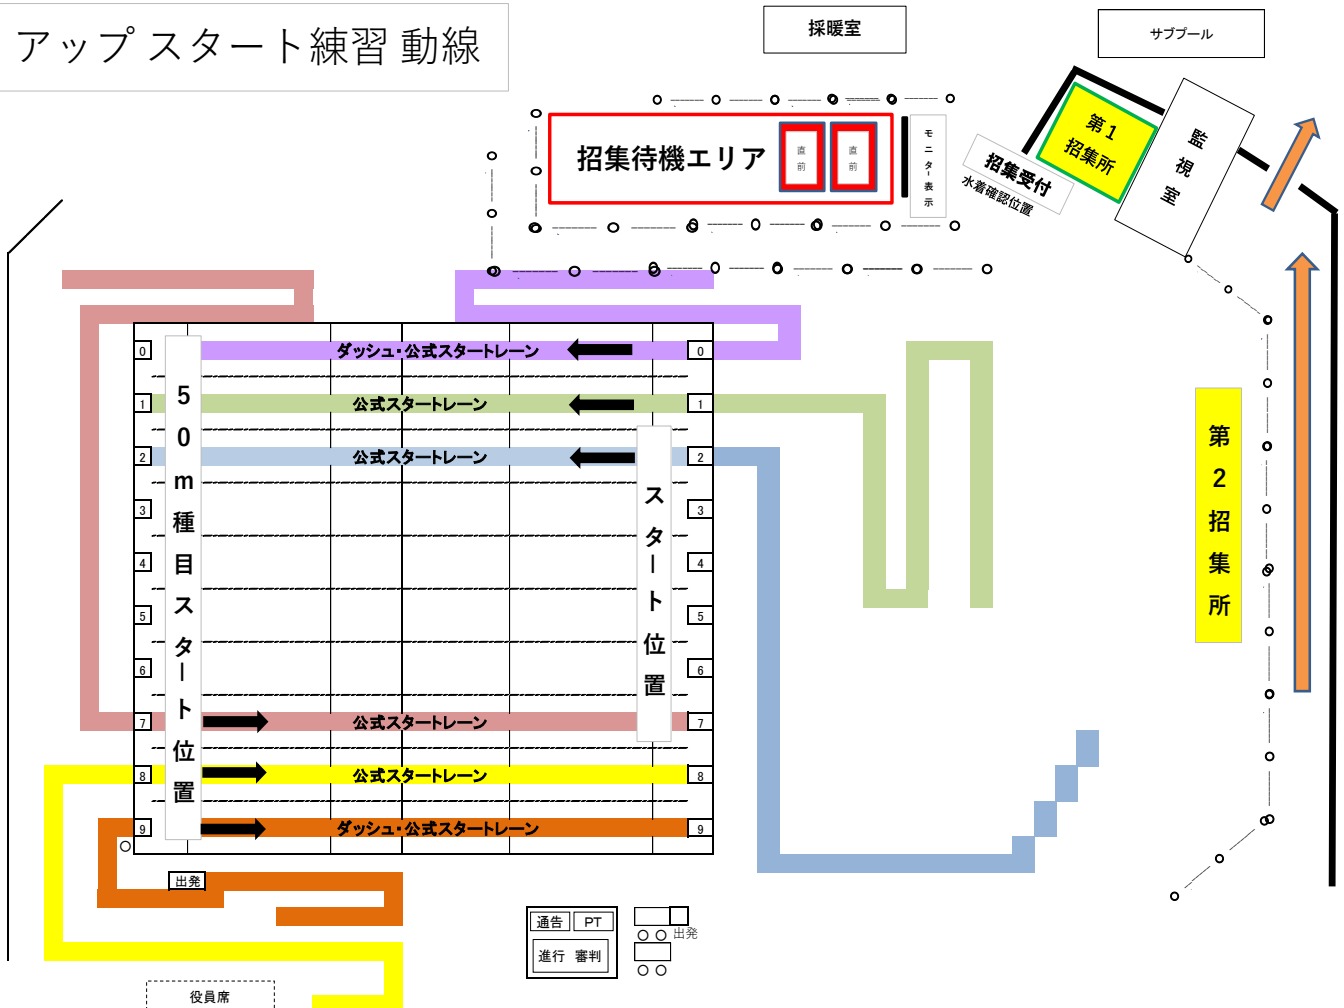 アップ スタート練習 動線
採暖室
サブプール
招集待機エリア
直前
直前
モニター表示
招集受付
水着確認位置
第1
招集所
監視室
0
ダッシュ・公式スタートレーン
0
1
公式スタートレーン
1
2
公式スタートレーン
2
3
3
4
4
5
5
6
6
7
公式スタートレーン
7
8
公式スタートレーン
8
9
ダッシュ・公式スタートレーン
9
50m種目スタート位置
スタート位置
第2招集所
出発
通告
PT
進行 審判
出発
役員席